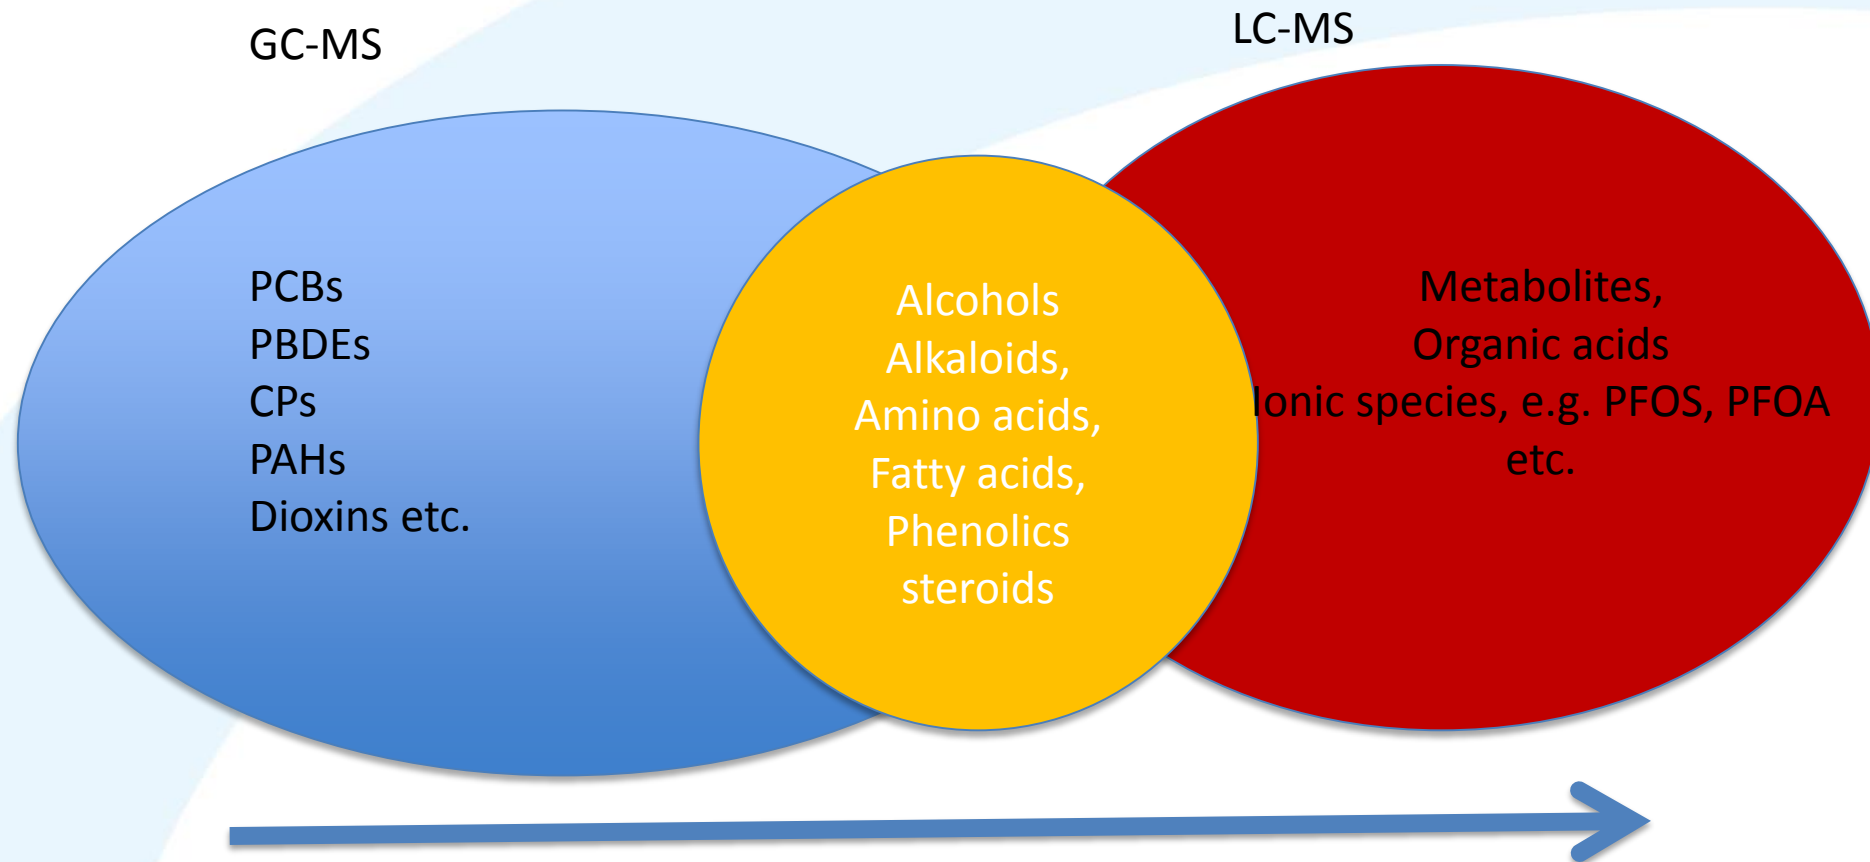 GC-MS
LC-MS
PCBs
PBDEs
CPs
PAHs
Dioxins etc.
Alcohols
Alkaloids,
Amino acids,
Fatty acids,
Phenolics
steroids
Metabolites,
Organic acids
Ionic species, e.g. PFOS, PFOA
etc.